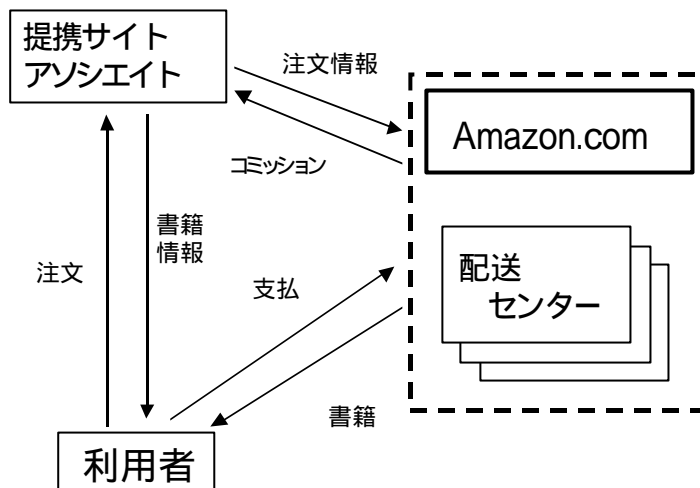 提携サイト
アソシエイト
注文情報
Amazon.com
コミッション
書籍
情報
注文
支払
配送
センター
書籍
利用者